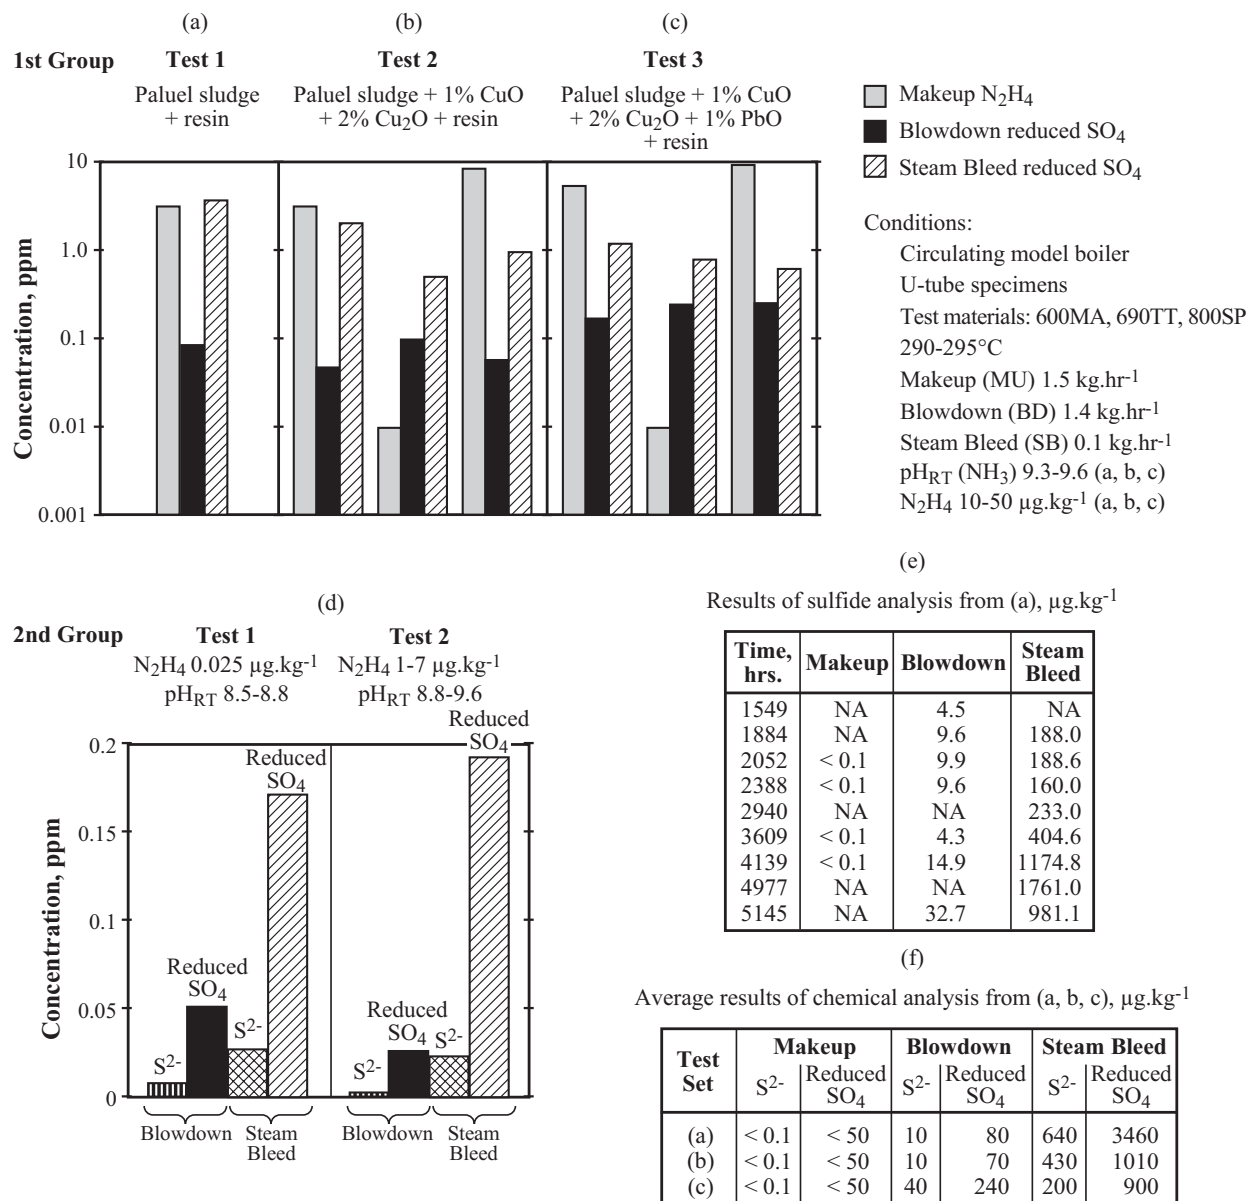 (a)
(b)
(c)
1st Group
Test 1
Test 2
Test 3
Paluel sludge
+ resin
Paluel sludge + 1% CuO
+ 2% Cu2O + resin
Paluel sludge + 1% CuO
+ 2% Cu2O + 1% PbO
+ resin
Makeup N2H4
Blowdown reduced SO4
Steam Bleed reduced SO4
Concentration, ppm
10
1.0
0.1
0.01
0.001
Conditions:
Circulating model boiler
U-tube specimens
Test materials: 600MA, 690TT, 800SP
290-295°C
Makeup (MU) 1.5 kg.hr-1
Blowdown (BD) 1.4 kg.hr-1
Steam Bleed (SB) 0.1 kg.hr-1
pHRT (NH3) 9.3-9.6 (a, b, c)
N2H4 10-50 µg.kg-1 (a, b, c)
(d)
2nd Group
Test 1
N2H4 0.025 µg.kg-1
pHRT 8.5-8.8
Test 2
N2H4 1-7 µg.kg-1
pHRT 8.8-9.6
Concentration, ppm
0.2
0.15
0.1
0.05
0
S2-
Reduced
SO4
S2-
Reduced
SO4
S2-
Reduced
SO4
S2-
Reduced
SO4
Blowdown
Steam
Bleed
Blowdown
Steam
Bleed
(e)
Results of sulfide analysis from (a), µg.kg-1
Time, hrs. Makeup Blowdown Steam Bleed
1549 NA 4.5 NA
1884 NA 9.6 188.0
2052 < 0.1 9.9 188.6
2388 < 0.1 9.6 160.0
2940 NA NA 233.0
3609 < 0.1 4.3 404.6
4139 < 0.1 14.9 1174.8
4977 NA NA 1761.0
5145 NA 32.7 981.1
(f)
Average results of chemical analysis from (a, b, c), µg.kg-1
Test Set Makeup Blowdown Steam Bleed
S2- Reduced SO4 S2- Reduced SO4 S2- Reduced SO4
(a) < 0.1 < 50 10 80 640 3460
(b) < 0.1 < 50 10 70 430 1010
(c) < 0.1 < 50 40 240 200 900